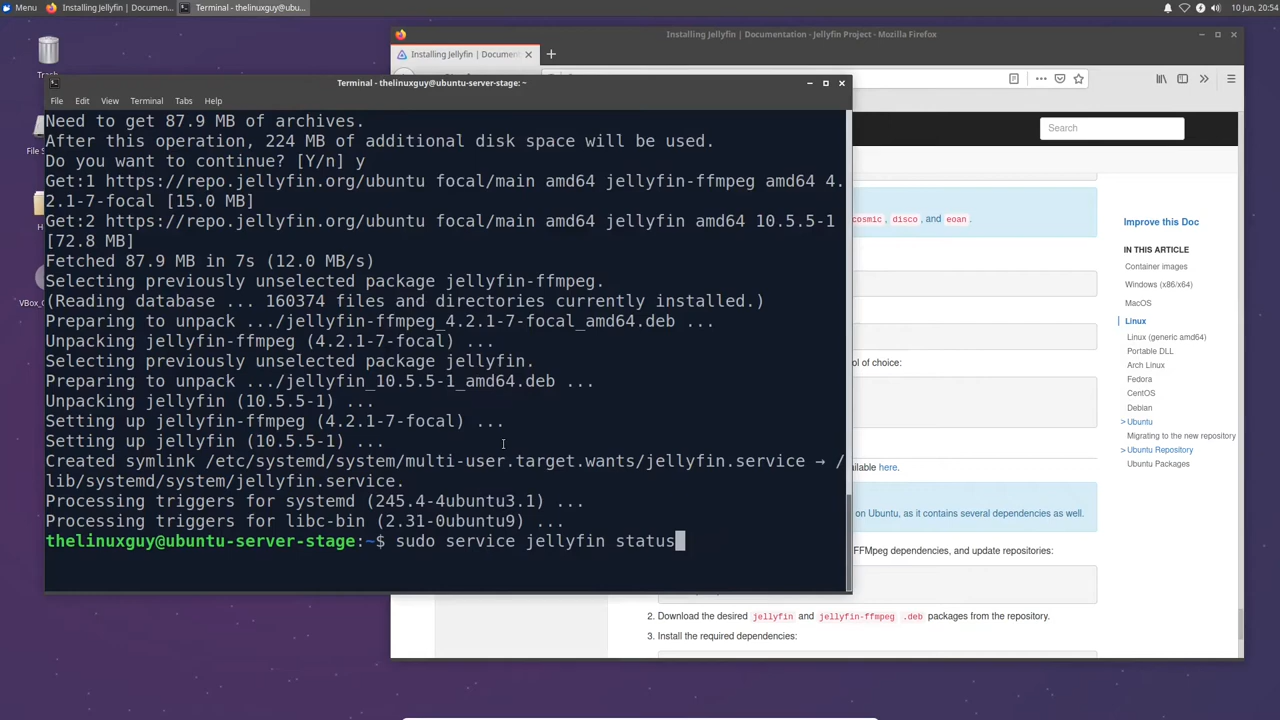 Menu
Installing Jellyfin | Documen...
Terminal - thelinuxguy@ubu...
10 Jun, 20:54
Installing Jellyfin | Documentation - Jellyfin Project - Mozilla Firefox
Installing Jellyfin | Documen
Terminal - thelinuxguy@ubuntu-server-stage: ~
File Edit View Terminal Tabs Help
Need to get 87.9 MB of archives.
After this operation, 224 MB of additional disk space will be used.
Do you want to continue? [Y/n] y
Get:1 https://repo.jellyfin.org/ubuntu focal/main amd64 jellyfin-ffmpeg amd64 4.
2.1-7-focal [15.0 MB]
Get:2 https://repo.jellyfin.org/ubuntu focal/main amd64 jellyfin amd64 10.5.5-1
[72.8 MB]
Fetched 87.9 MB in 7s (12.0 MB/s)
Selecting previously unselected package jellyfin-ffmpeg.
(Reading database ... 160374 files and directories currently installed.)
Preparing to unpack .../jellyfin-ffmpeg_4.2.1-7-focal_amd64.deb ...
Unpacking jellyfin-ffmpeg (4.2.1-7-focal) ...
Selecting previously unselected package jellyfin.
Preparing to unpack .../jellyfin_10.5.5-1_amd64.deb ...
Unpacking jellyfin (10.5.5-1) ...
Setting up jellyfin-ffmpeg (4.2.1-7-focal) ...
Setting up jellyfin (10.5.5-1) ...
Created symlink /etc/systemd/system/multi-user.target.wants/jellyfin.service → /
lib/systemd/system/jellyfin.service.
Processing triggers for systemd (245.4-4ubuntu3.1) ...
Processing triggers for libc-bin (2.31-0ubuntu9) ...
thelinuxguy@ubuntu-server-stage:~$ sudo service jellyfin status
Trash
File S
VBox_G
Search
cosmic, disco, and eoan.
ol of choice:
available here.
on Ubuntu, as it contains several dependencies as well.
FFMpeg dependencies, and update repositories:
2. Download the desired jellyfin and jellyfin-ffmpeg .deb packages from the repository.
3. Install the required dependencies:
Improve this Doc
IN THIS ARTICLE
Container images
Windows (x86/x64)
MacOS
Linux
Linux (generic amd64)
Portable DLL
Arch Linux
Fedora
CentOS
Debian
> Ubuntu
Migrating to the new repository
> Ubuntu Repository
Ubuntu Packages